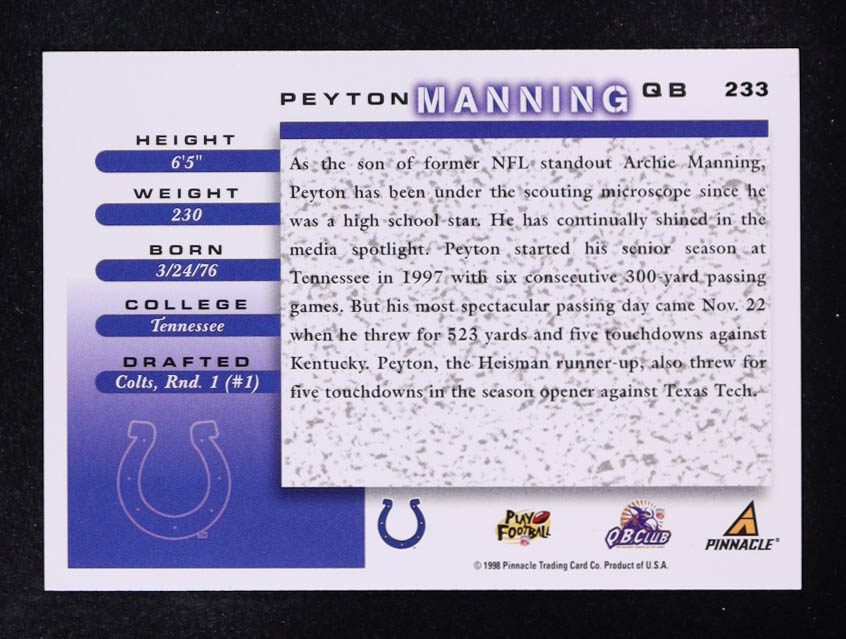 PEYTON MANNING QB 233
HEIGHT
6'5"
WEIGHT
230
BORN
3/24/76
COLLEGE
Tennessee
DRAFTED
Colts, Rnd. 1 (#1)
As the son of former NFL standout Archie Manning,
Peyton has been under the scouting microscope since he
was a high school star. He has continually shined in the
media spotlight. Peyton started his senior season at
Tennessee in 1997 with six consecutive 300-yard passing
games. But his most spectacular passing day came Nov. 22
when he threw for 523 yards and five touchdowns against
Kentucky. Peyton, the Heisman runner-up, also threw for
five touchdowns in the season opener against Texas Tech.
PLAY
FOOTBALL
QB CLUB
PINNACLE
© 1998 Pinnacle Trading Card Co. Product of U.S.A.